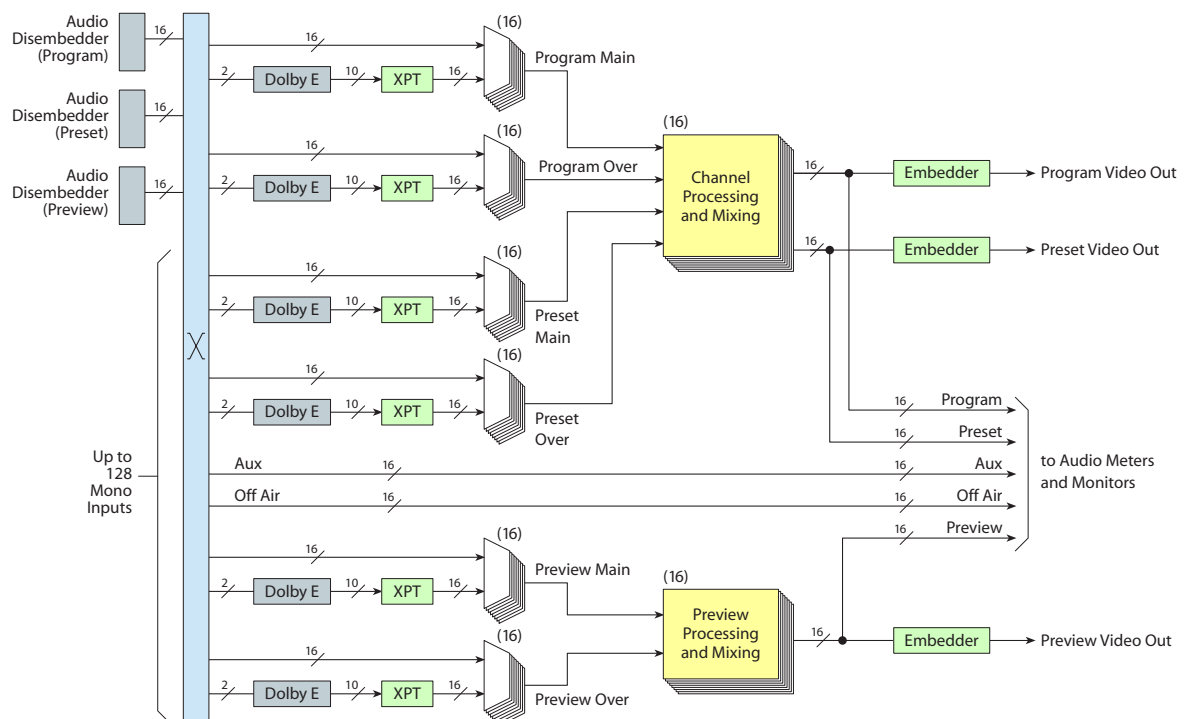 Audio
Disembedder
(Program)
16
Audio
Disembedder
(Preset)
16
Audio
Disembedder
(Preview)
16
Up to
128
Mono
Inputs
16
(16)
Program Main
2
Dolby E
10
XPT
16
16
(16)
Program Over
2
Dolby E
10
XPT
16
16
(16)
Preset
Main
2
Dolby E
10
XPT
16
16
(16)
Preset
Over
2
Dolby E
10
XPT
16
(16)
Channel
Processing
and Mixing
16
Embedder
Program Video Out
16
Embedder
Preset Video Out
16
Program
16
Preset
Aux
16
16
Aux
Off Air
16
16
Off Air
16
Preview
to Audio Meters
and Monitors
16
(16)
Preview Main
2
Dolby E
10
XPT
16
16
(16)
Preview Over
2
Dolby E
10
XPT
16
(16)
Preview
Processing
and Mixing
16
Embedder
Preview Video Out